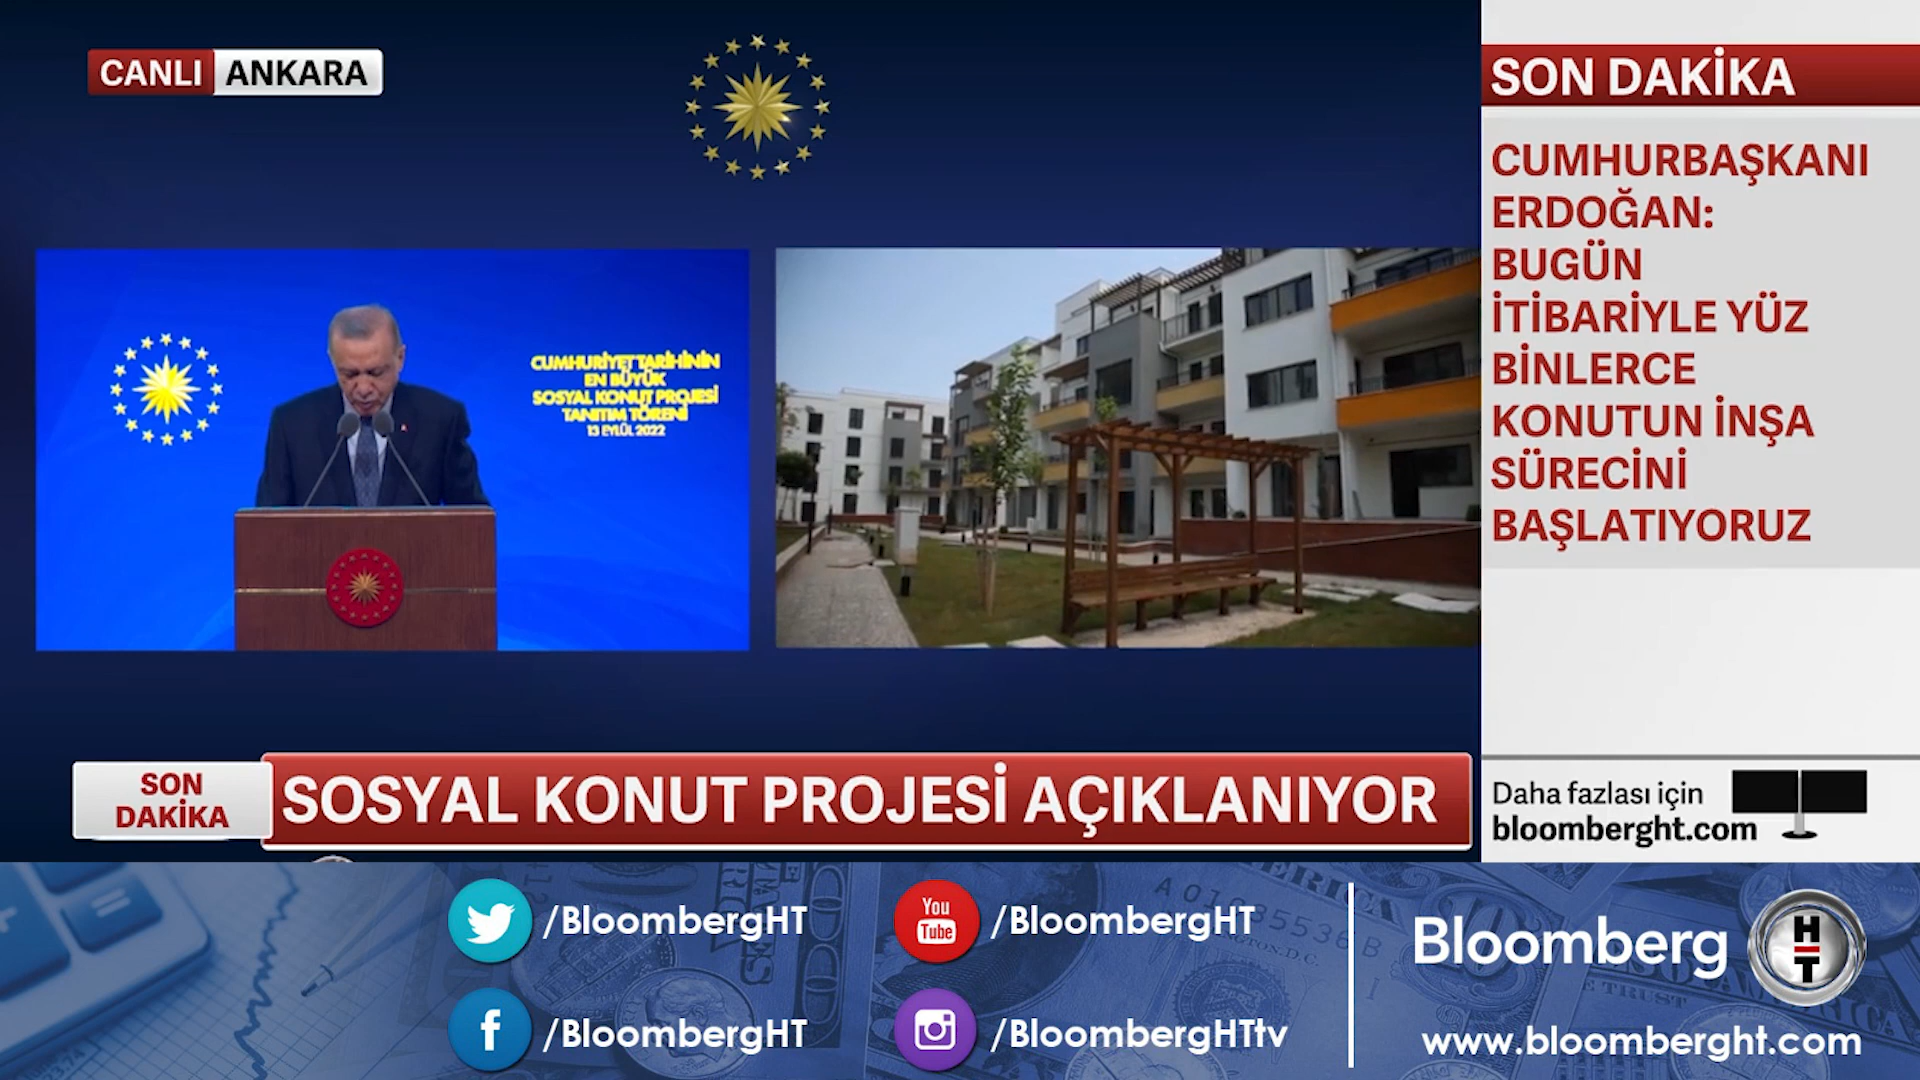 CANLI ANKARA
CUMHURİYET TARİHİNİN
EN BÜYÜK
SOSYAL KONUT PROJESİ
TANITIM TÖRENİ
13 EYLÜL 2022
SON DAKİKA
CUMHURBAŞKANI
ERDOĞAN:
BUGÜN
İTİBARİYLE YÜZ
BİNLERCE
KONUTUN İNŞA
SÜRECİNİ
BAŞLATIYORUZ
SON
DAKİKA
SOSYAL KONUT PROJESİ AÇIKLANIYOR
Daha fazlası için
bloomberght.com
/BloombergHT
You
Tube
/BloombergHT
f
/BloombergHT
/BloombergHTtv
Bloomberg
HT
www.bloomberght.com